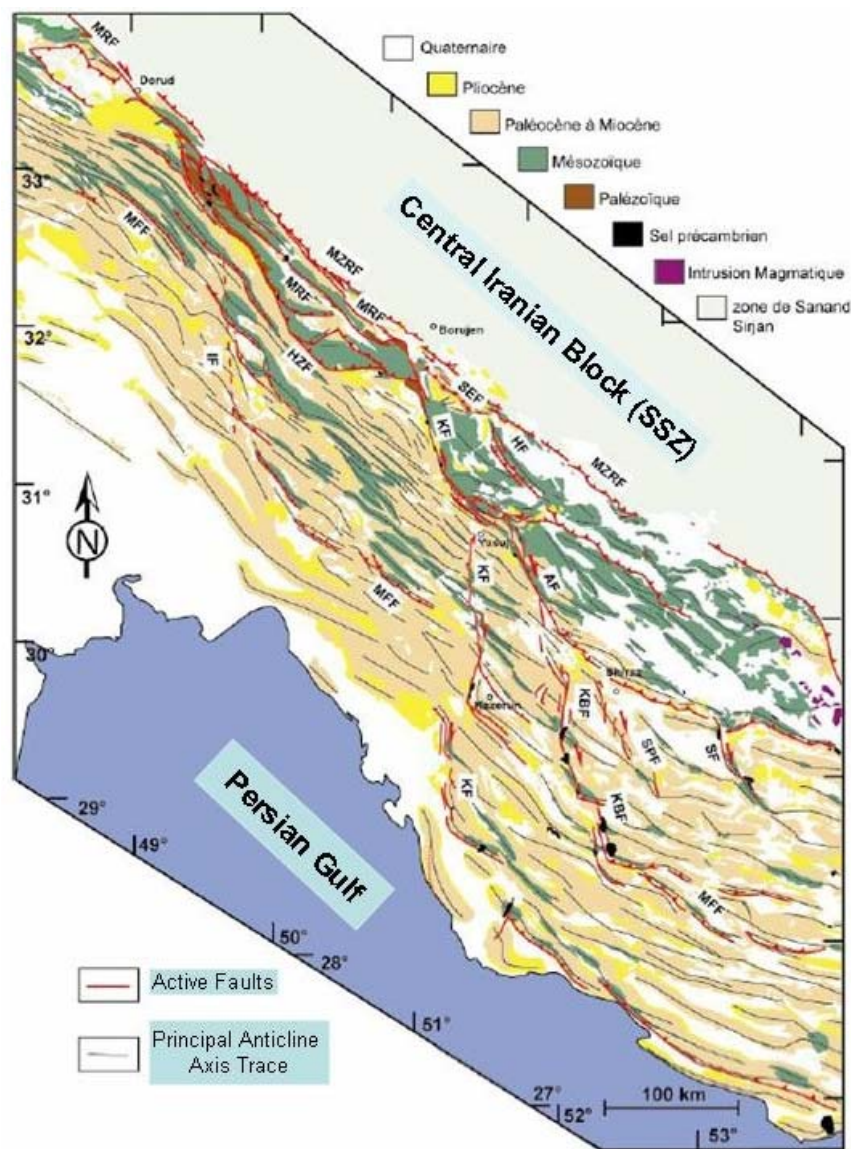 Quaternaire
Pliocène
Paléocène à Miocène
Mésozoïque
Palézoïque
Sel précambrien
Intrusion Magmatique
zone de Sanand
Sirjan
Central Iranian Block (SSZ)
MRF
Dorud
33°
MFF
MZRF
MRF
MRF
Borujen
32°
IF
HZF
SEF
KF
HF
MZRF
31°
N
Yasuj
KF
AF
MFF
30°
Shiraz
Kazerun
KBF
SPF
SF
Persian Gulf
KF
KBF
29°
49°
MFF
50°
28°
Active Faults
51°
Principal Anticline
Axis Trace
27°
52°
100 km
53°